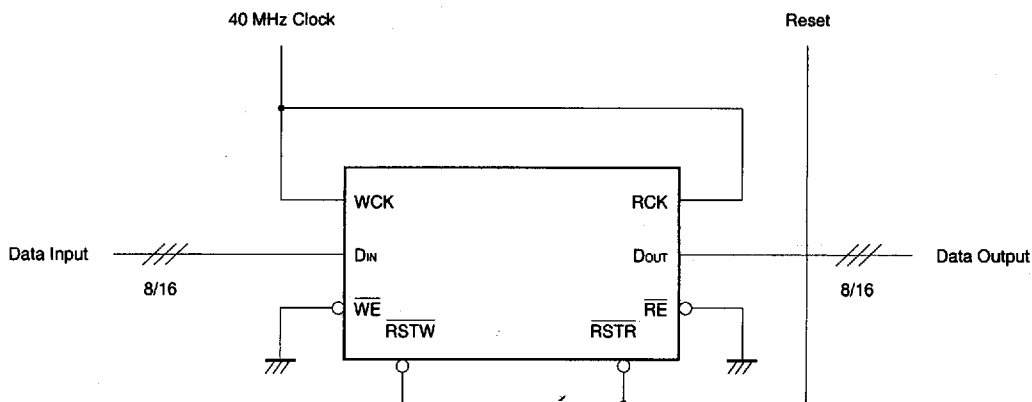 40 MHz Clock
Reset
WCK
RCK
Data Input
DIN
DOUT
Data Output
8/16
8/16
WE
RE
RSTW
RSTR